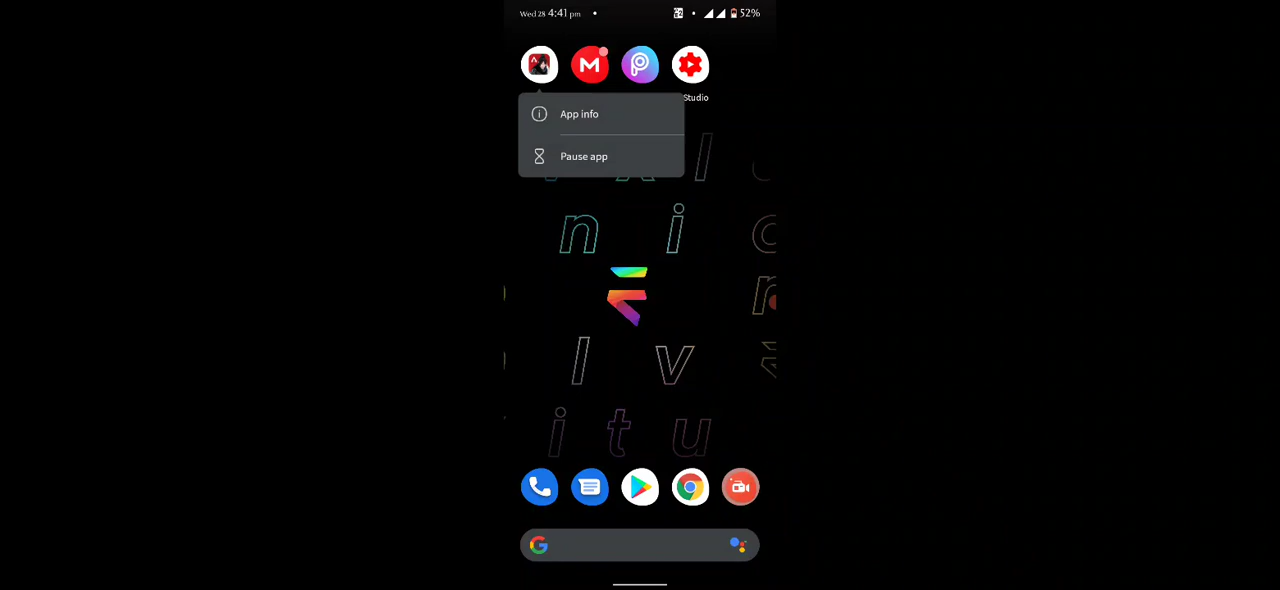 Wed 28 4:41 pm
52%
Studio
App info
Pause app
n i
l v
i t u